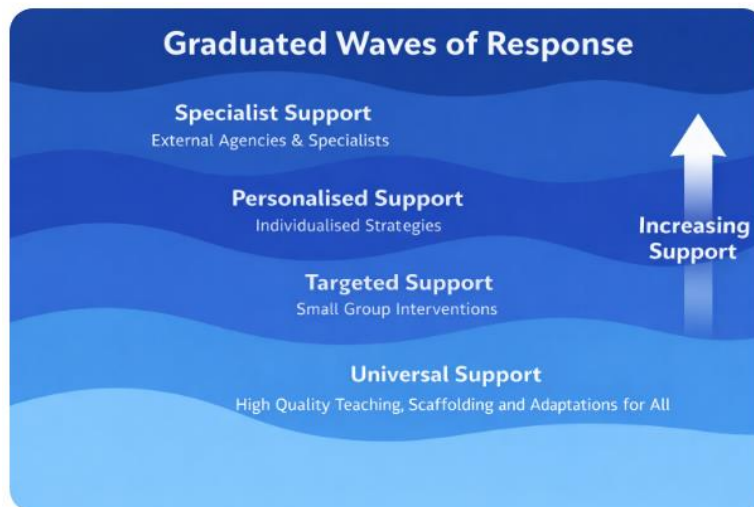 Graduated Waves of Response
Specialist Support
External Agencies & Specialists
Personalised Support
Individualised Strategies
Increasing
Support
Targeted Support
Small Group Interventions
Universal Support
High Quality Teaching, Scaffolding and Adaptations for All